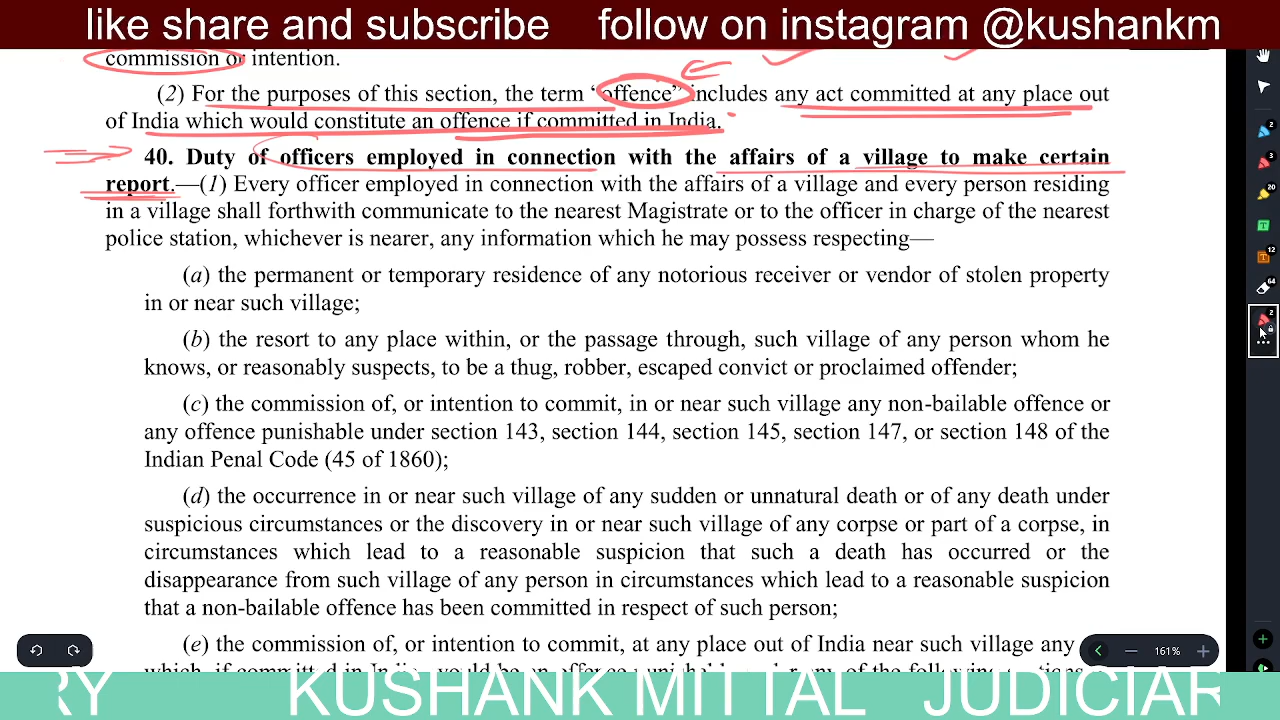 like share and subscribe follow on instagram @kushankm
commission or intention.
(2) For the purposes of this section, the term "offence" includes any act committed at any place out
of India which would constitute an offence if committed in India.
40. Duty of officers employed in connection with the affairs of a village to make certain
report.—(1) Every officer employed in connection with the affairs of a village and every person residing
in a village shall forthwith communicate to the nearest Magistrate or to the officer in charge of the nearest
police station, whichever is nearer, any information which he may possess respecting—
(a) the permanent or temporary residence of any notorious receiver or vendor of stolen property
in or near such village;
(b) the resort to any place within, or the passage through, such village of any person whom he
knows, or reasonably suspects, to be a thug, robber, escaped convict or proclaimed offender;
(c) the commission of, or intention to commit, in or near such village any non-bailable offence or
any offence punishable under section 143, section 144, section 145, section 147, or section 148 of the
Indian Penal Code (45 of 1860);
(d) the occurrence in or near such village of any sudden or unnatural death or of any death under
suspicious circumstances or the discovery in or near such village of any corpse or part of a corpse, in
circumstances which lead to a reasonable suspicion that such a death has occurred or the
disappearance from such village of any person in circumstances which lead to a reasonable suspicion
that a non-bailable offence has been committed in respect of such person;
(e) the commission of, or intention to commit, at any place out of India near such village any
161%
RY KUSHANK MITTAL JUDICIAR